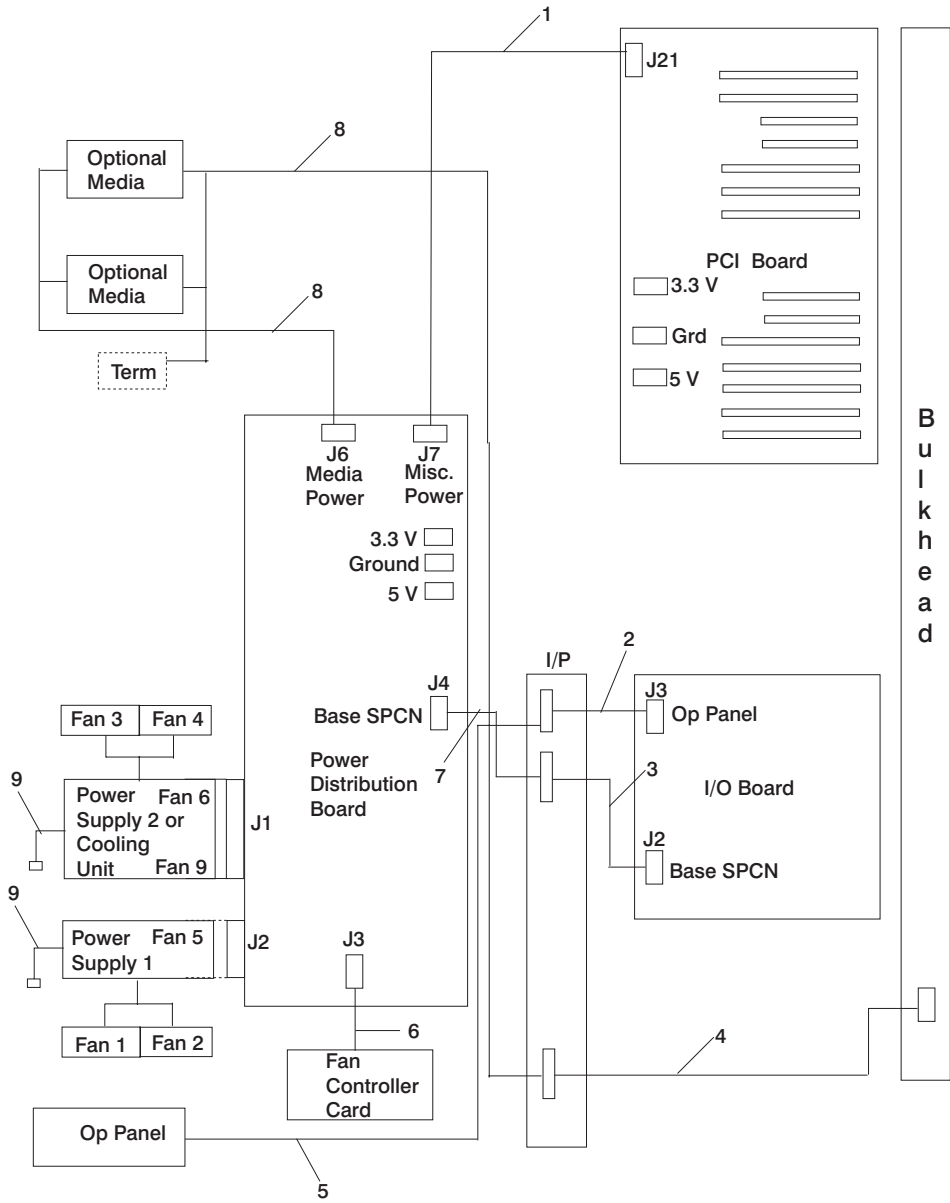 1
J21
8
Optional
Media
Optional
Media
8
Term
PCI Board
3.3 V
Grd
5 V
J6
Media
Power
J7
Misc.
Power
3.3 V
Ground
5 V
Bulkhead
I/P
2
J4
Base SPCN
J3
Op Panel
7
3
Power
Distribution
Board
I/O Board
J2
Base SPCN
Fan 3
Fan 4
9
Power
Supply 2 or
Cooling
Unit
Fan 6
Fan 9
J1
9
Power
Supply 1
Fan 5
J2
J3
Fan 1
Fan 2
6
4
Fan
Controller
Card
Op Panel
5